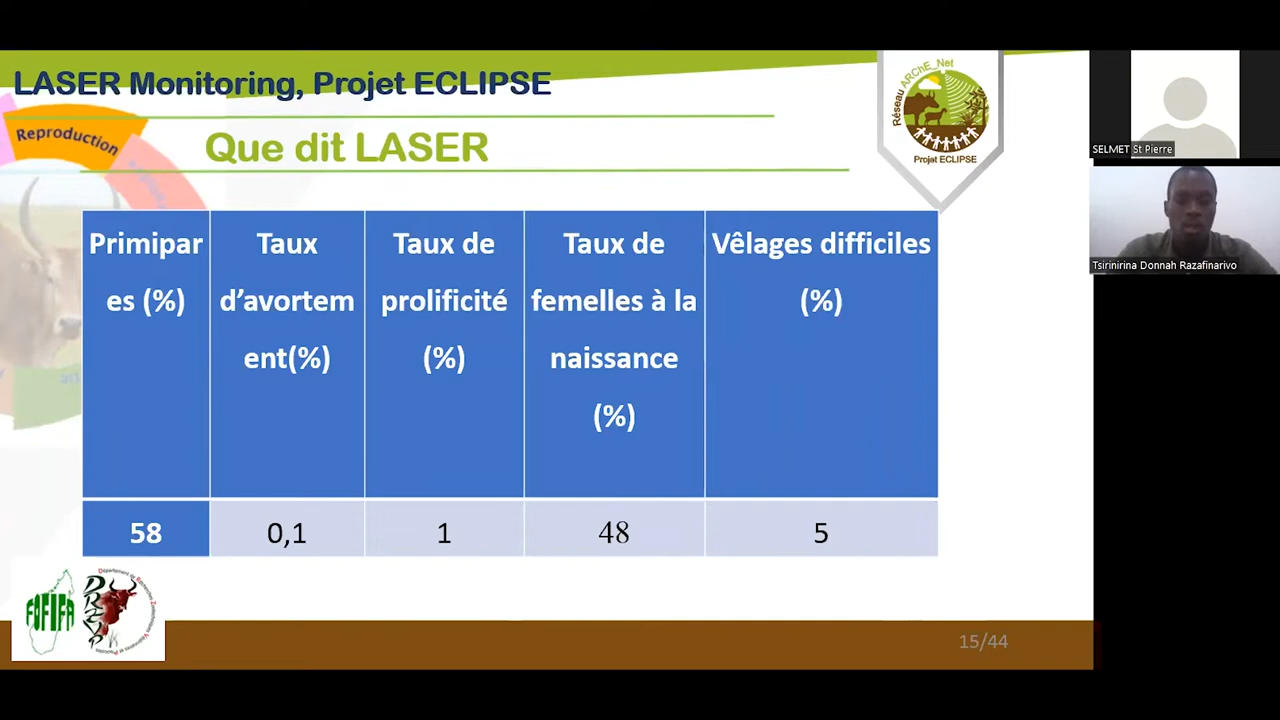 LASER Monitoring, Projet ECLIPSE
Reproduction
Que dit LASER
Réseau ARChE_Net
Projet ECLIPSE
SELMET St Pierre
Tsirinirina Donnah Razafinarivo
Primipar
es (%)
Taux
d’avortem
ent(%)
Taux de
prolificité
(%)
Taux de
femelles à la
naissance
(%)
Vêlages difficiles
(%)
58
0,1
1
48
5
FOFIFA
DRZVP
15/44